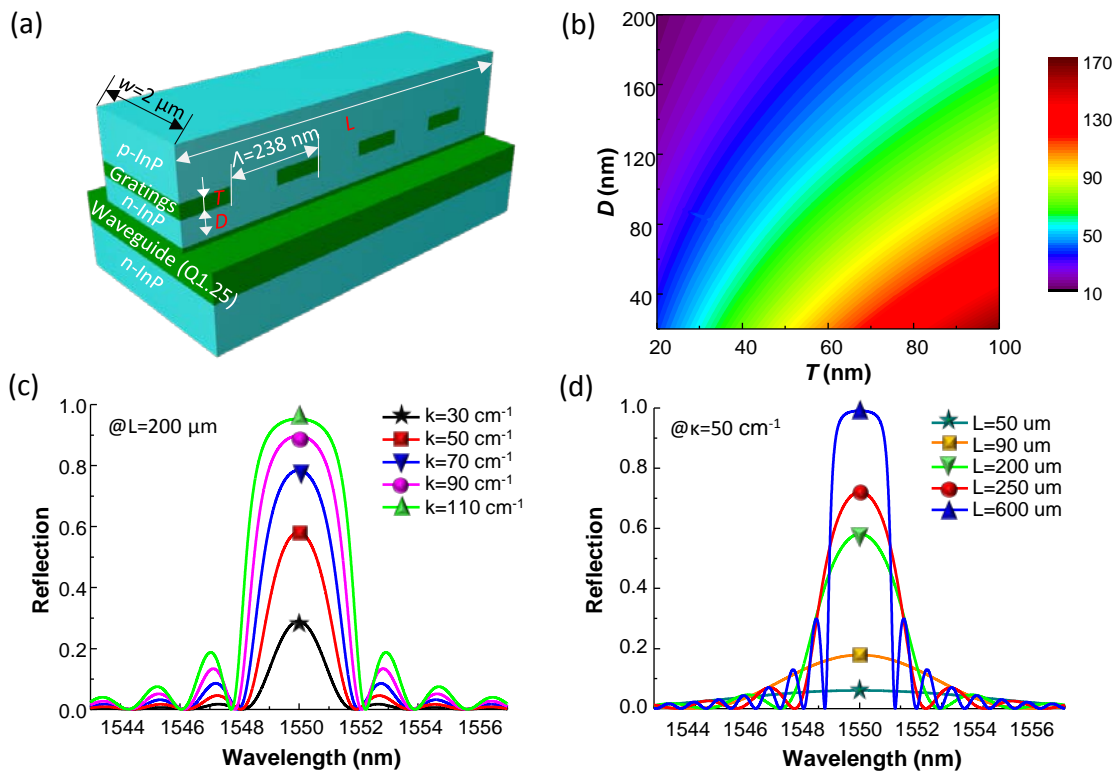 (a)
w=2 μm
p-InP
Gratings
n-InP
Waveguide (Q1.25)
n-InP
L
Λ=238 nm
T
D
(b)
D (nm)
200
160
120
80
40
20
40
60
80
100
T (nm)
170
130
90
50
10
(c)
@L=200 μm
k=30 cm-1
k=50 cm-1
k=70 cm-1
k=90 cm-1
k=110 cm-1
Reflection
1.0
0.8
0.6
0.4
0.2
0.0
1544 1546 1548 1550 1552 1554 1556
Wavelength (nm)
(d)
@κ=50 cm-1
L=50 um
L=90 um
L=200 um
L=250 um
L=600 um
Reflection
1.0
0.8
0.6
0.4
0.2
0.0
1544 1546 1548 1550 1552 1554 1556
Wavelength (nm)